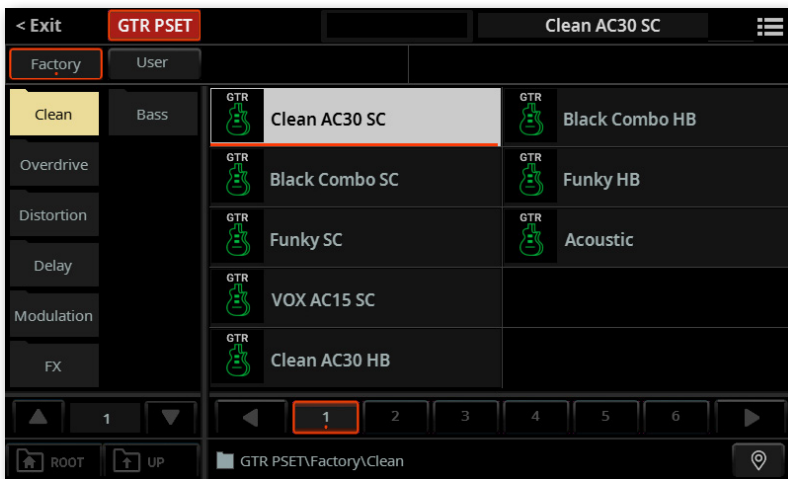 < Exit GTR PSET Clean AC30 SC
Factory User
Clean Bass
Overdrive
Distortion
Delay
Modulation
FX
GTR Clean AC30 SC
GTR Black Combo HB
GTR Black Combo SC
GTR Funky HB
GTR Funky SC
GTR Acoustic
GTR VOX AC15 SC
GTR Clean AC30 HB
1 1 2 3 4 5 6
ROOT UP GTR PSET\Factory\Clean